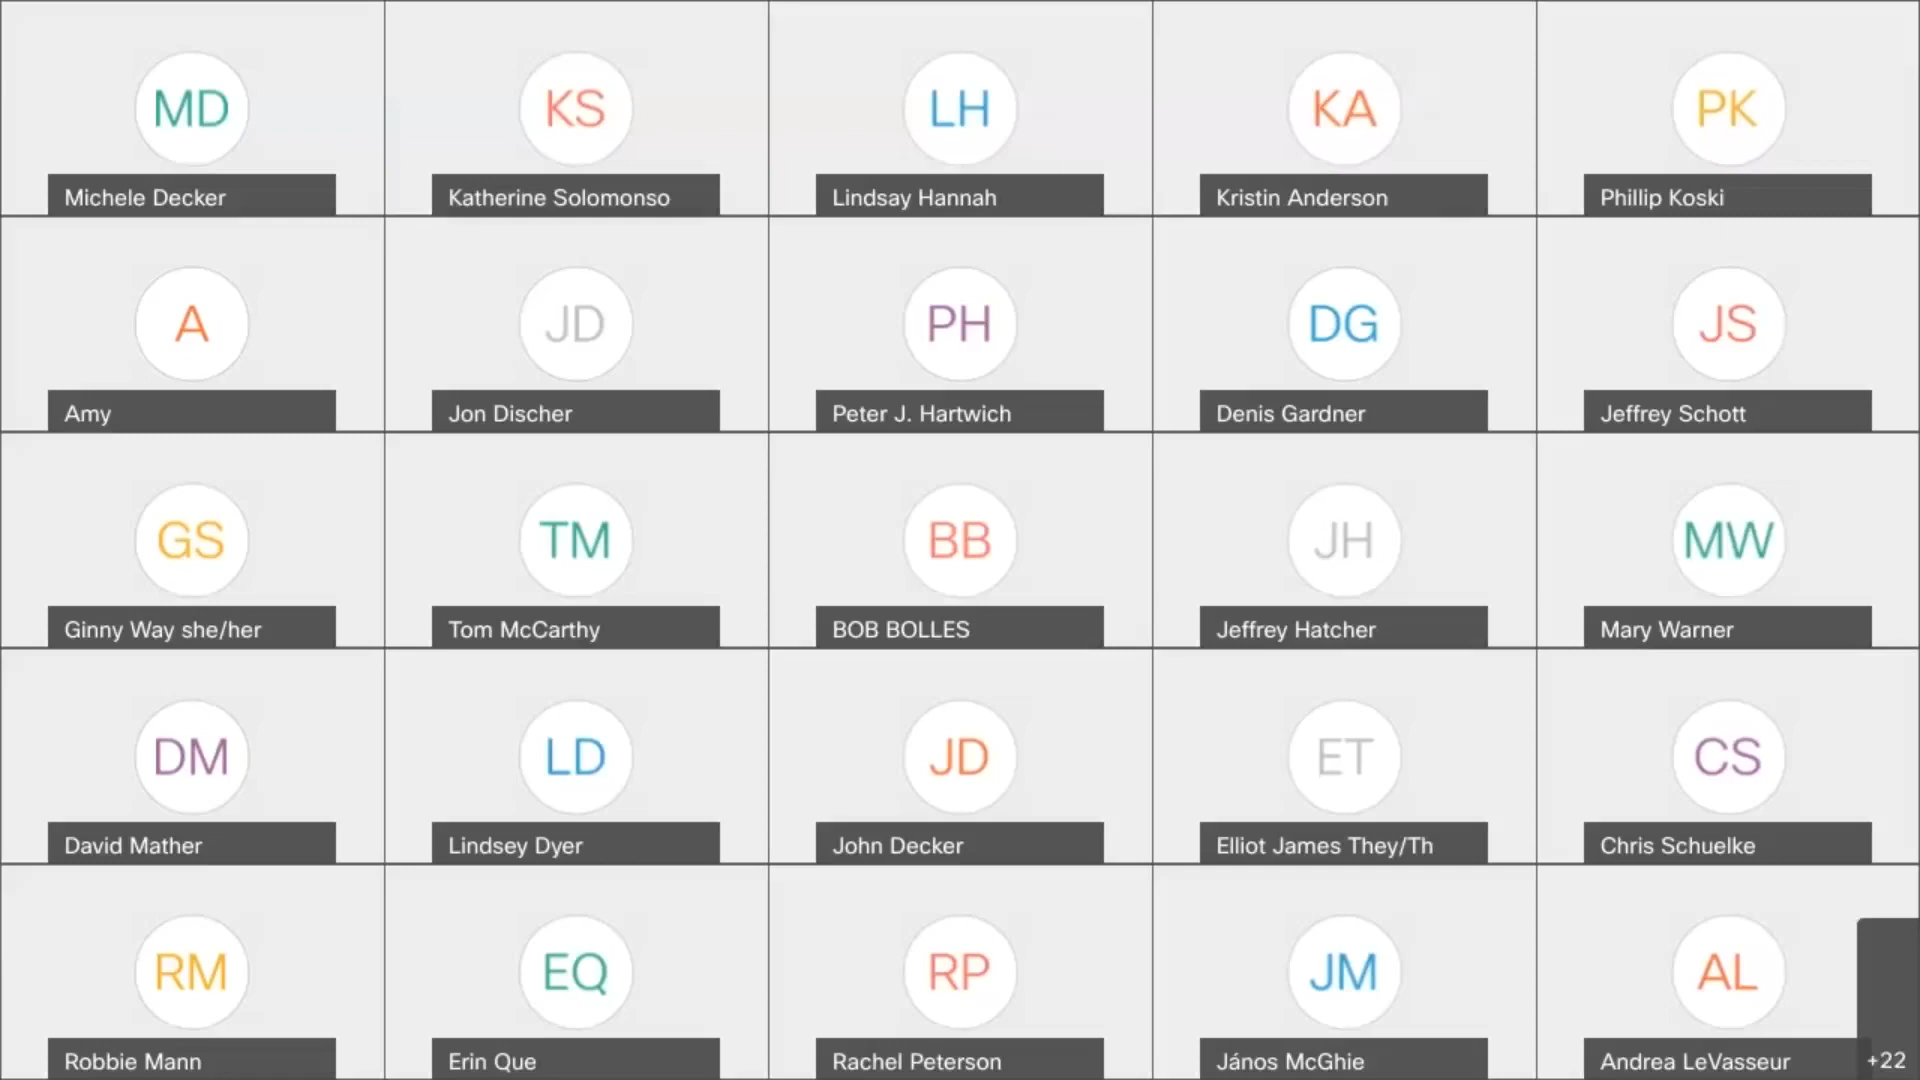 MD
KS
LH
KA
PK
Michele Decker
Katherine Solomonso
Lindsay Hannah
Kristin Anderson
Phillip Koski
A
JD
PH
DG
JS
Amy
Jon Discher
Peter J. Hartwich
Denis Gardner
Jeffrey Schott
GS
TM
BB
JH
MW
Ginny Way she/her
Tom McCarthy
BOB BOLLES
Jeffrey Hatcher
Mary Warner
DM
LD
JD
ET
CS
David Mather
Lindsey Dyer
John Decker
Elliot James They/Th
Chris Schuelke
RM
EQ
RP
JM
AL
Robbie Mann
Erin Que
Rachel Peterson
János McGhie
Andrea LeVasseur
+22